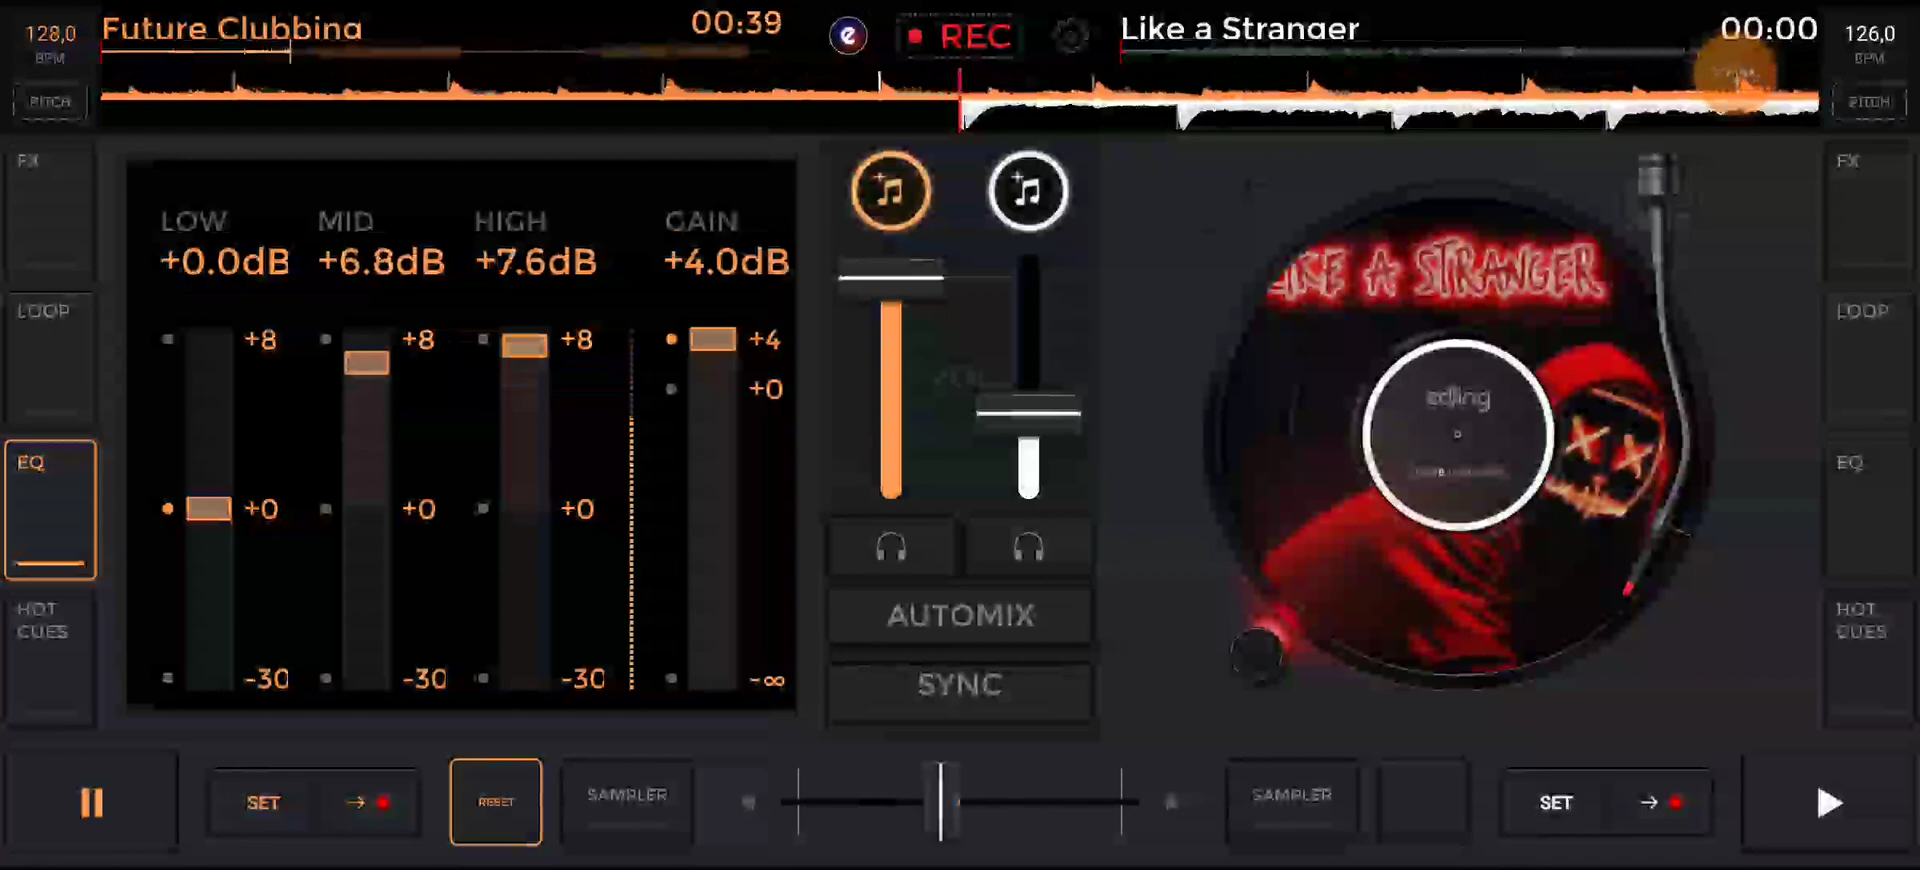 128,0
BPM
PITCH
Future Clubbing
00:39
e
REC
Like a Stranger
00:00
126,0
BPM
PITCH
FX
LOOP
EQ
HOT
CUES
LOW
MID
HIGH
GAIN
+0.0dB
+6.8dB
+7.6dB
+4.0dB
+8
+8
+8
+4
+0
+0
+0
+0
-30
-30
-30
-∞
AUTOMIX
SYNC
LIKE A STRANGER
edjing
FX
LOOP
EQ
HOT
CUES
SET
RESET
SAMPLER
SAMPLER
SET